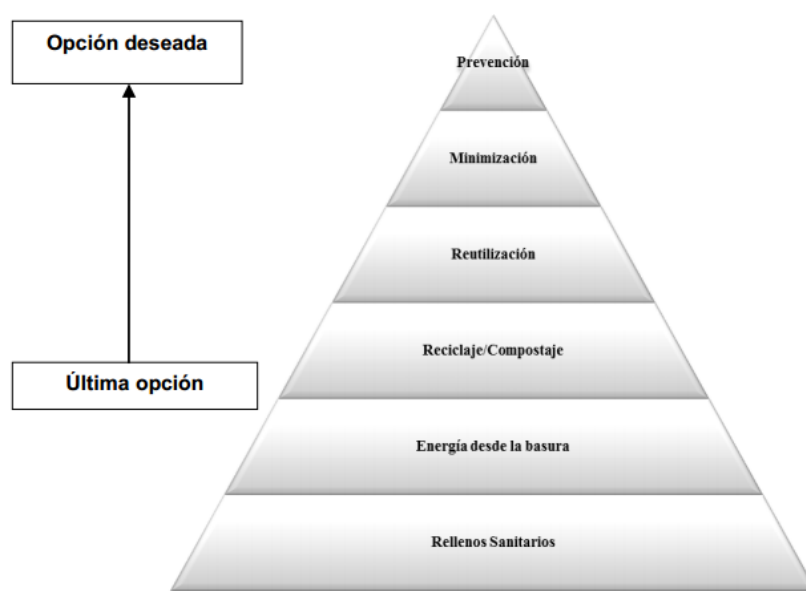 Opción deseada
Última opción
Prevención
Minimización
Reutilización
Reciclaje/Compostaje
Energía desde la basura
Rellenos Sanitarios